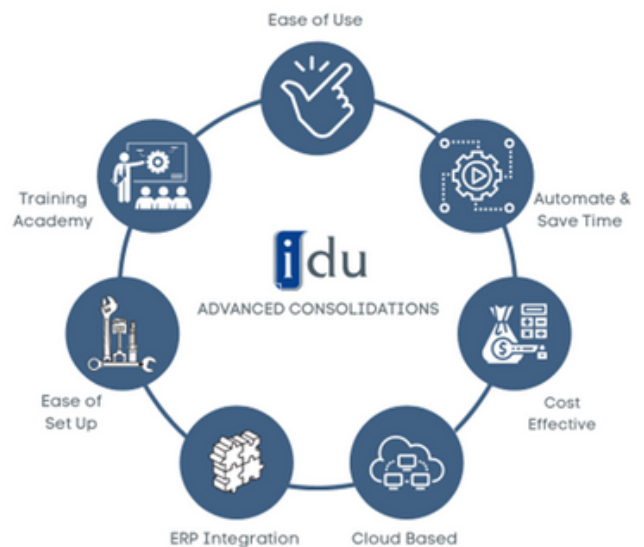 Ease of Use
Automate &
Save Time
Training
Academy
idu
ADVANCED CONSOLIDATIONS
Ease of
Set Up
Cost
Effective
ERP Integration
Cloud Based